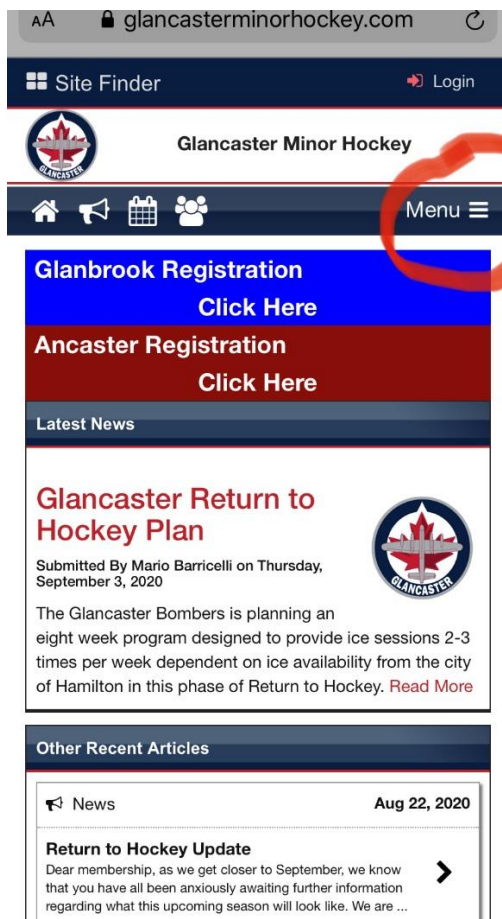 AA glancasterminorhockey.com
Site Finder Login
GLANCASTER
Glancaster Minor Hockey
Menu
Glanbrook Registration
Click Here
Ancaster Registration
Click Here
Latest News
Glancaster Return to
Hockey Plan
Submitted By Mario Barricelli on Thursday,
September 3, 2020
GLANCASTER
The Glancaster Bombers is planning an
eight week program designed to provide ice sessions 2-3
times per week dependent on ice availability from the city
of Hamilton in this phase of Return to Hockey. Read More
Other Recent Articles
News Aug 22, 2020
Return to Hockey Update
Dear membership, as we get closer to September, we know
that you have all been anxiously awaiting further information
regarding what this upcoming season will look like. We are ...